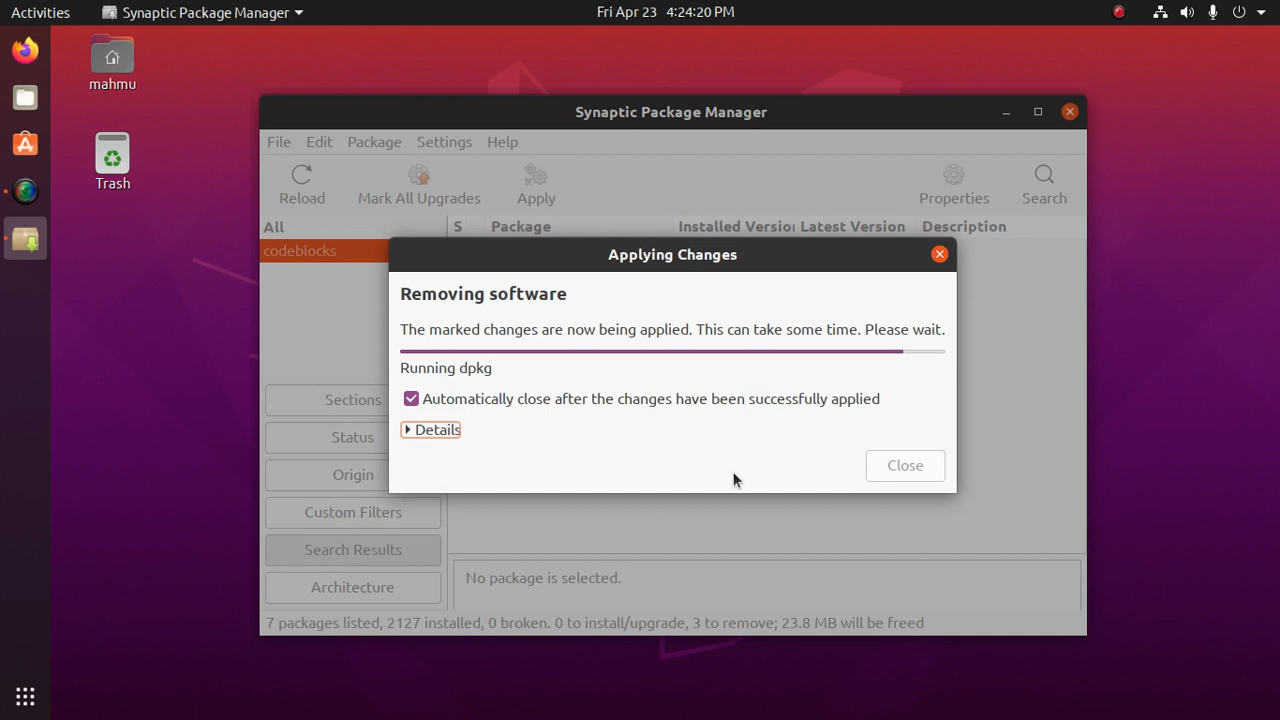 Activities
Synaptic Package Manager
Fri Apr 23 4:24:20 PM
mahmu
Trash
Synaptic Package Manager
File Edit Package Settings Help
Reload
Mark All Upgrades
Apply
Properties
Search
All
S Package Installed Versio Latest Version Description
codeblocks
Applying Changes
Removing software
The marked changes are now being applied. This can take some time. Please wait.
Running dpkg
Automatically close after the changes have been successfully applied
Details
Close
Sections
Status
Origin
Custom Filters
Search Results
Architecture
No package is selected.
7 packages listed, 2127 installed, 0 broken. 0 to install/upgrade, 3 to remove; 23.8 MB will be freed